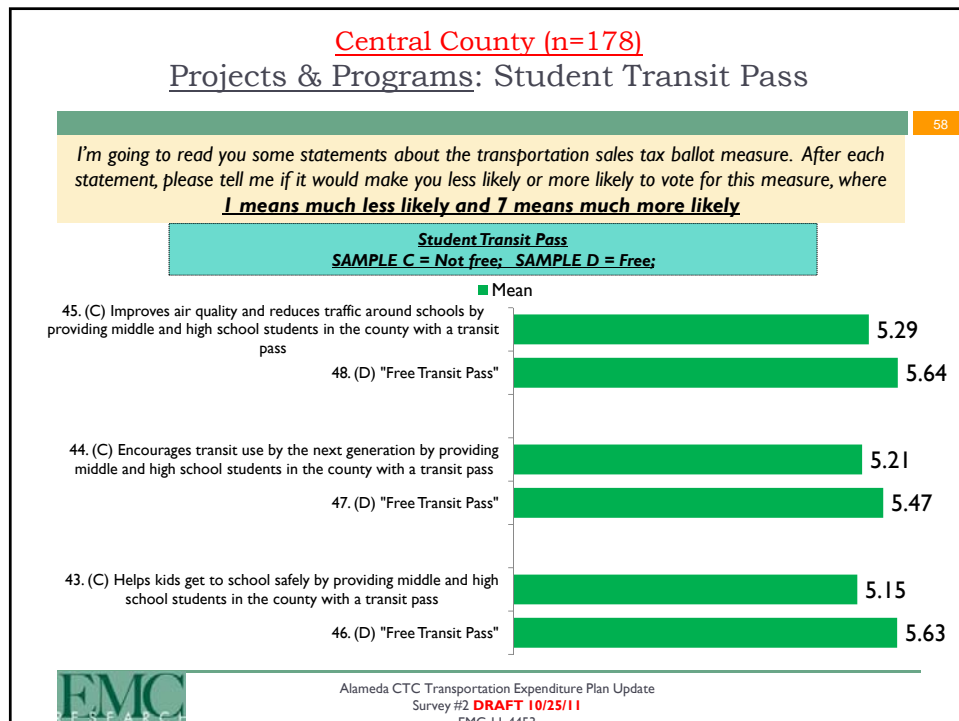 Central County (n=178)
Projects & Programs: Student Transit Pass
58
I'm going to read you some statements about the transportation sales tax ballot measure. After each
statement, please tell me if it would make you less likely or more likely to vote for this measure, where
1 means much less likely and 7 means much more likely
Student Transit Pass
SAMPLE C = Not free; SAMPLE D = Free;
Mean
45. (C) Improves air quality and reduces traffic around schools by
providing middle and high school students in the county with a transit
pass
5.29
48. (D) "Free Transit Pass"
5.64
44. (C) Encourages transit use by the next generation by providing
middle and high school students in the county with a transit pass
5.21
47. (D) "Free Transit Pass"
5.47
43. (C) Helps kids get to school safely by providing middle and high
school students in the county with a transit pass
5.15
46. (D) "Free Transit Pass"
5.63
EMC
RESEARCH
Alameda CTC Transportation Expenditure Plan Update
Survey #2 DRAFT 10/25/11
EMC 11-4452